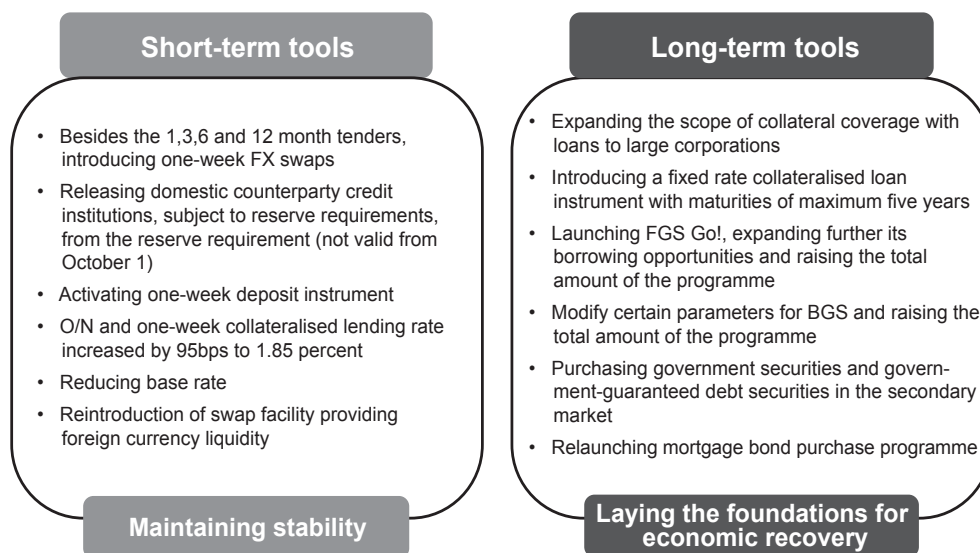 Short-term tools
• Besides the 1,3,6 and 12 month tenders,
introducing one-week FX swaps
• Releasing domestic counterparty credit
institutions, subject to reserve requirements,
from the reserve requirement (not valid from
October 1)
• Activating one-week deposit instrument
• O/N and one-week collateralised lending rate
increased by 95bps to 1.85 percent
• Reducing base rate
• Reintroduction of swap facility providing
foreign currency liquidity
Maintaining stability
Long-term tools
• Expanding the scope of collateral coverage with
loans to large corporations
• Introducing a fixed rate collateralised loan
instrument with maturities of maximum five years
• Launching FGS Go!, expanding further its
borrowing opportunities and raising the total
amount of the programme
• Modify certain parameters for BGS and raising the
total amount of the programme
• Purchasing government securities and govern-
ment-guaranteed debt securities in the secondary
market
• Relaunching mortgage bond purchase programme
Laying the foundations for
economic recovery